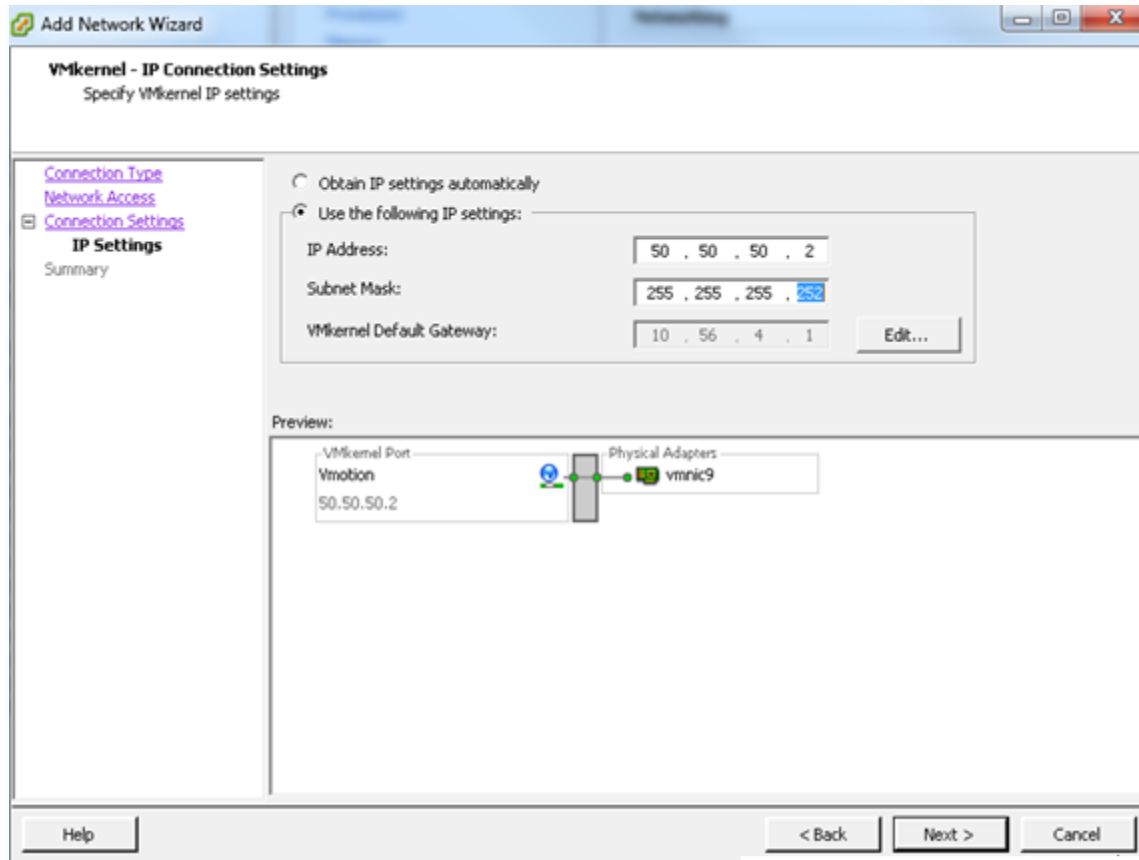 Networking
Add Network Wizard
VMkernel - IP Connection Settings
Specify VMkernel IP settings
Connection Type
Network Access
Connection Settings
IP Settings
Summary
Obtain IP settings automatically
Use the following IP settings:
IP Address: 50 . 50 . 50 . 2
Subnet Mask: 255 . 255 . 255 . 252
VMkernel Default Gateway: 10 . 56 . 4 . 1 Edit...
Preview:
VMkernel Port Physical Adapters
Vmotion vmnic9
50.50.50.2
Help < Back Next > Cancel